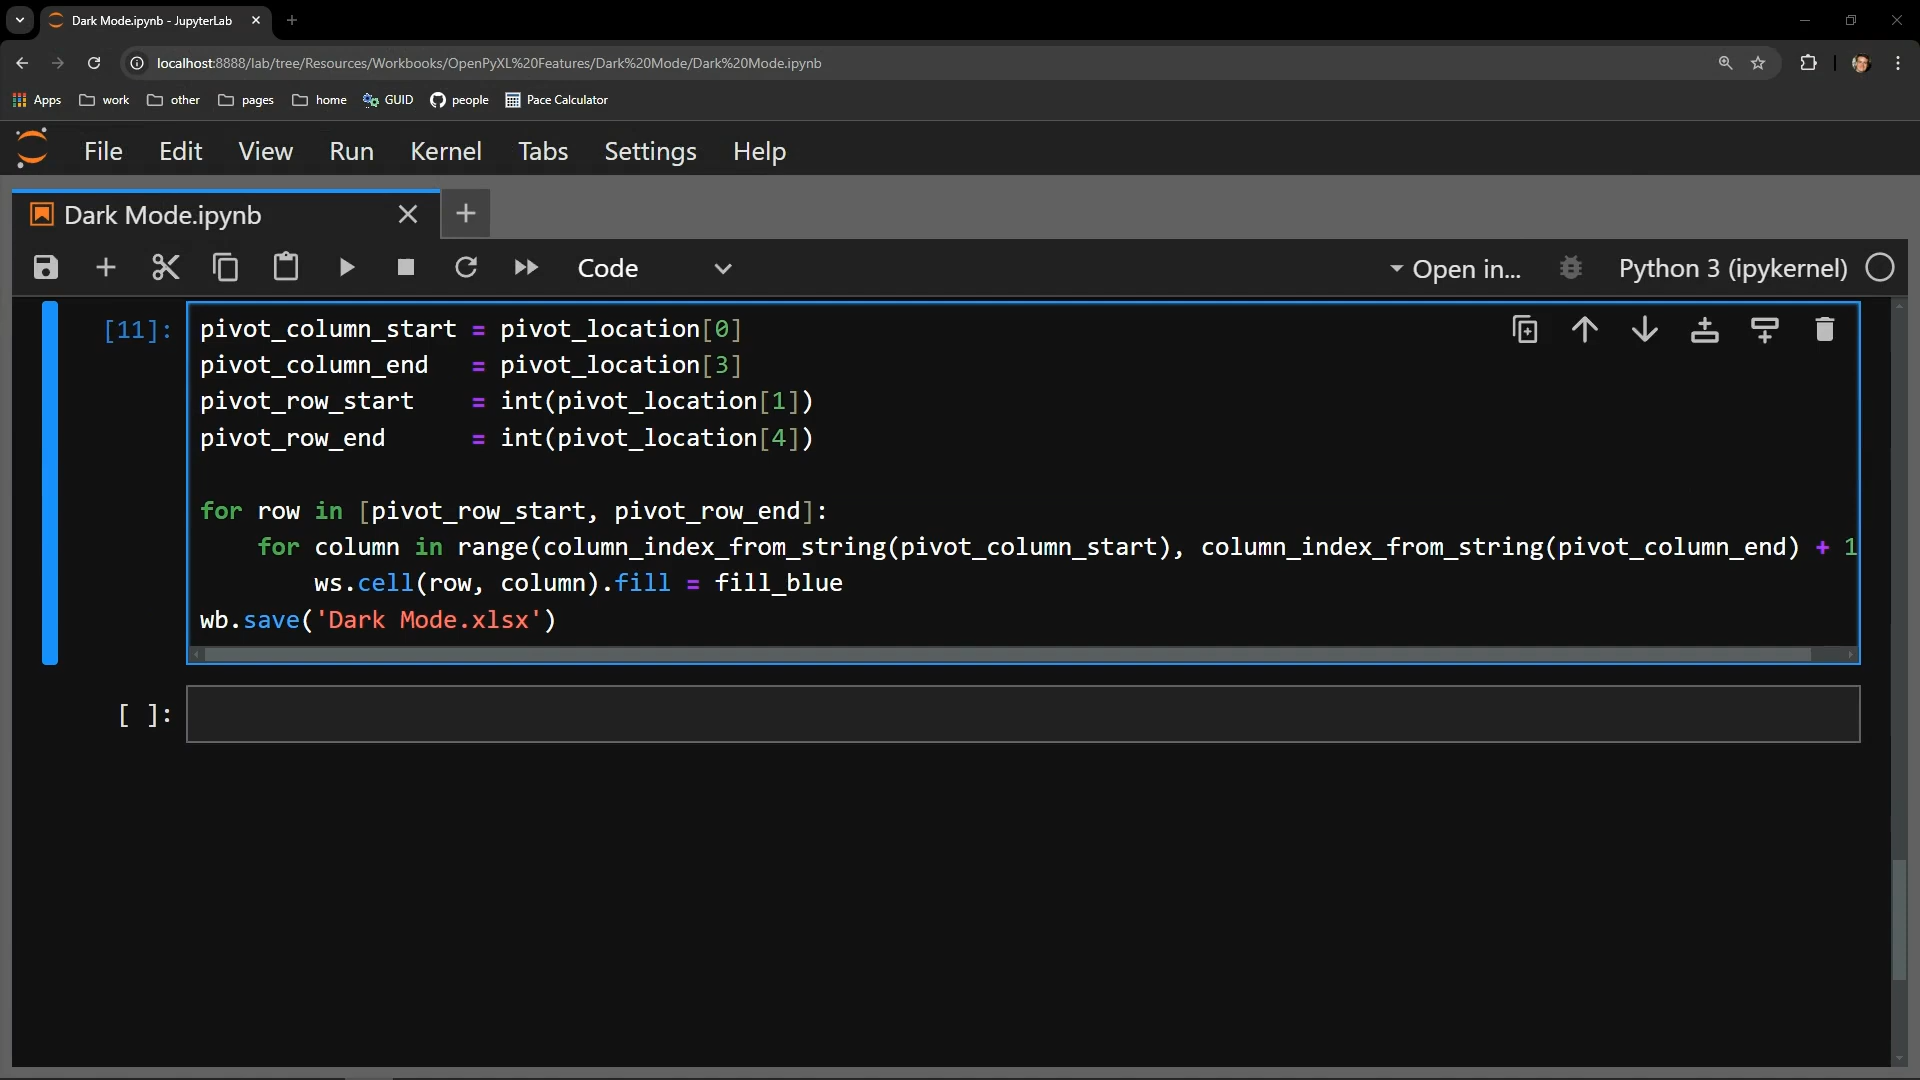 Dark Mode.ipynb - JupyterLab
localhost:8888/lab/tree/Resources/Workbooks/OpenPyXL%20Features/Dark%20Mode/Dark%20Mode.ipynb
Apps work other pages home GUID people Pace Calculator
File Edit View Run Kernel Tabs Settings Help
Dark Mode.ipynb
Code Open in... Python 3 (ipykernel)
[11]: pivot_column_start = pivot_location[0]
pivot_column_end   = pivot_location[3]
pivot_row_start    = int(pivot_location[1])
pivot_row_end      = int(pivot_location[4])
for row in [pivot_row_start, pivot_row_end]:
    for column in range(column_index_from_string(pivot_column_start), column_index_from_string(pivot_column_end) + 1
        ws.cell(row, column).fill = fill_blue
wb.save('Dark Mode.xlsx')
[ ]: